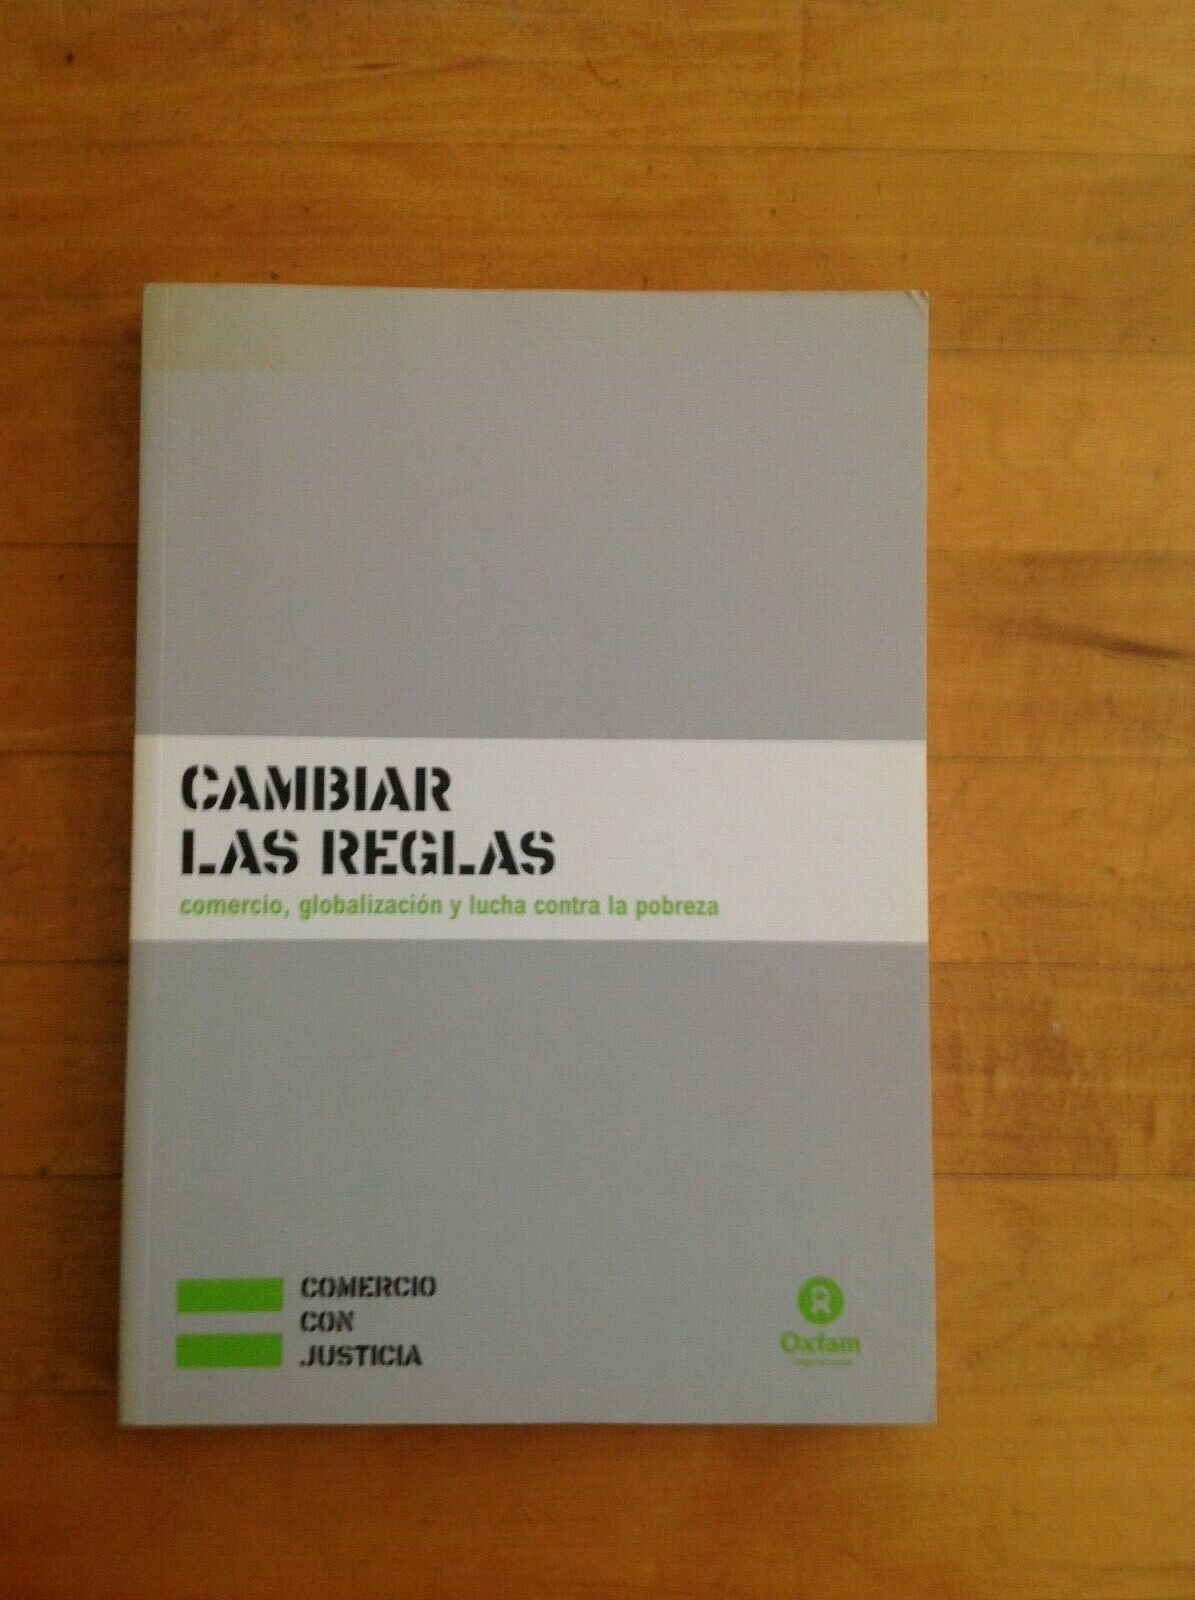 CAMBIAR
LAS REGLAS
comercio, globalización y lucha contra la pobreza
COMERCIO
CON
JUSTICIA
Oxfam